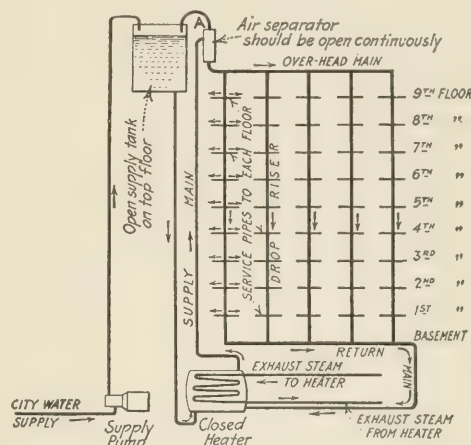 A
Air separator
should be open continuously
OVER-HEAD MAIN
Open supply tank
on top floor
SUPPLY MAIN
SERVICE PIPES TO EACH FLOOR
DROP RISER
9TH FLOOR
8TH "
7TH "
6TH "
5TH "
4TH "
3RD "
2ND "
1ST "
BASEMENT
RETURN
MAIN
EXHAUST STEAM
TO HEATER
CITY WATER
SUPPLY
Supply
Pump
Closed
Heater
EXHAUST STEAM
FROM HEATER